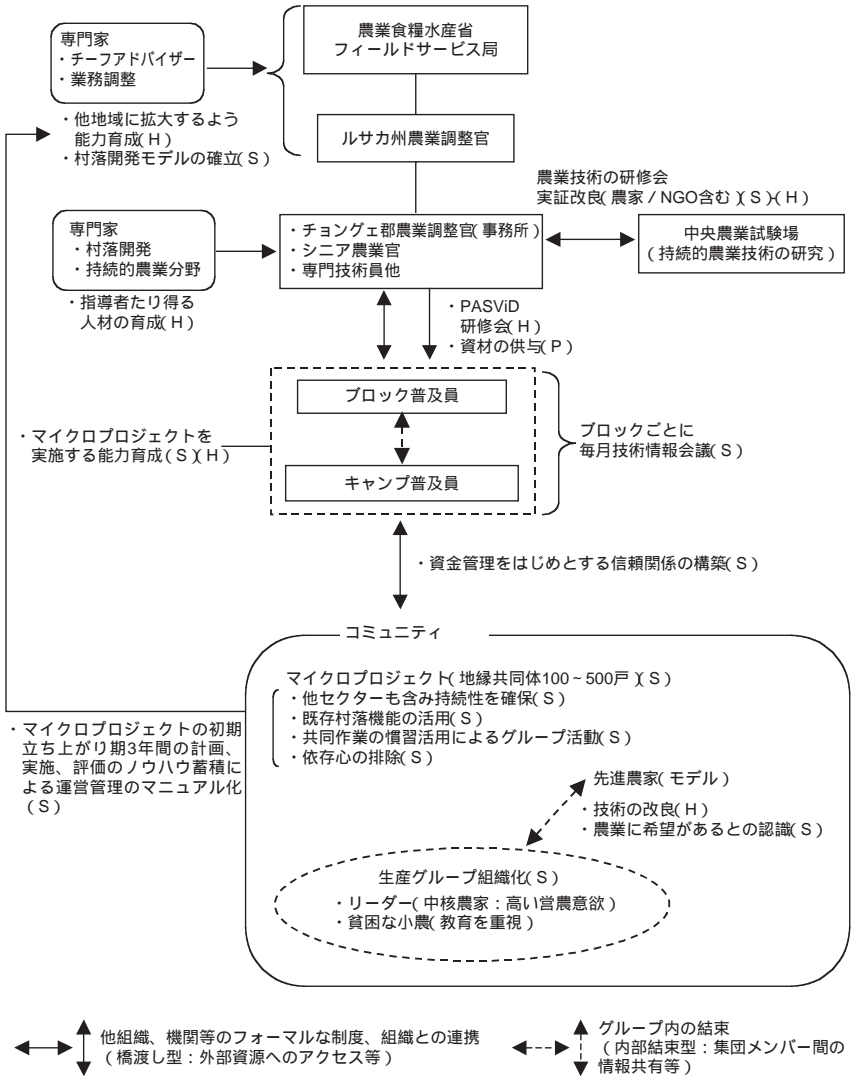 専門家
・チーフアドバイザー
・業務調整
農業食糧水産省
フィールドサービス局
・他地域に拡大するよう
能力育成(H)
・村落開発モデルの確立(S)
ルサカ州農業調整官
農業技術の研修会
実証改良(農家/NGO含む)(S)(H)
専門家
・村落開発
・持続的農業分野
・チョングェ郡農業調整官(事務所)
・シニア農業官
・専門技術員他
中央農業試験場
(持続的農業技術の研究)
・指導者たり得る
人材の育成(H)
・PASViD
研修会(H)
・資材の供与(P)
ブロック普及員
キャンプ普及員
・マイクロプロジェクトを
実施する能力育成(S)(H)
ブロックごとに
毎月技術情報会議(S)
・資金管理をはじめとする信頼関係の構築(S)
コミュニティ
マイクロプロジェクト(地縁共同体100~500戸)(S)
・他セクターも含み持続性を確保(S)
・既存村落機能の活用(S)
・共同作業の慣習活用によるグループ活動(S)
・依存心の排除(S)
・マイクロプロジェクトの初期
立ち上がり期3年間の計画、
実施、評価のノウハウ蓄積に
よる運営管理のマニュアル化
(S)
先進農家(モデル)
・技術の改良(H)
・農業に希望があるとの認識(S)
生産グループ組織化(S)
・リーダー(中核農家:高い営農意欲)
・貧困な小農(教育を重視)
他組織、機関等のフォーマルな制度、組織との連携
(橋渡し型:外部資源へのアクセス等)
グループ内の結束
(内部結束型:集団メンバー間の
情報共有等)